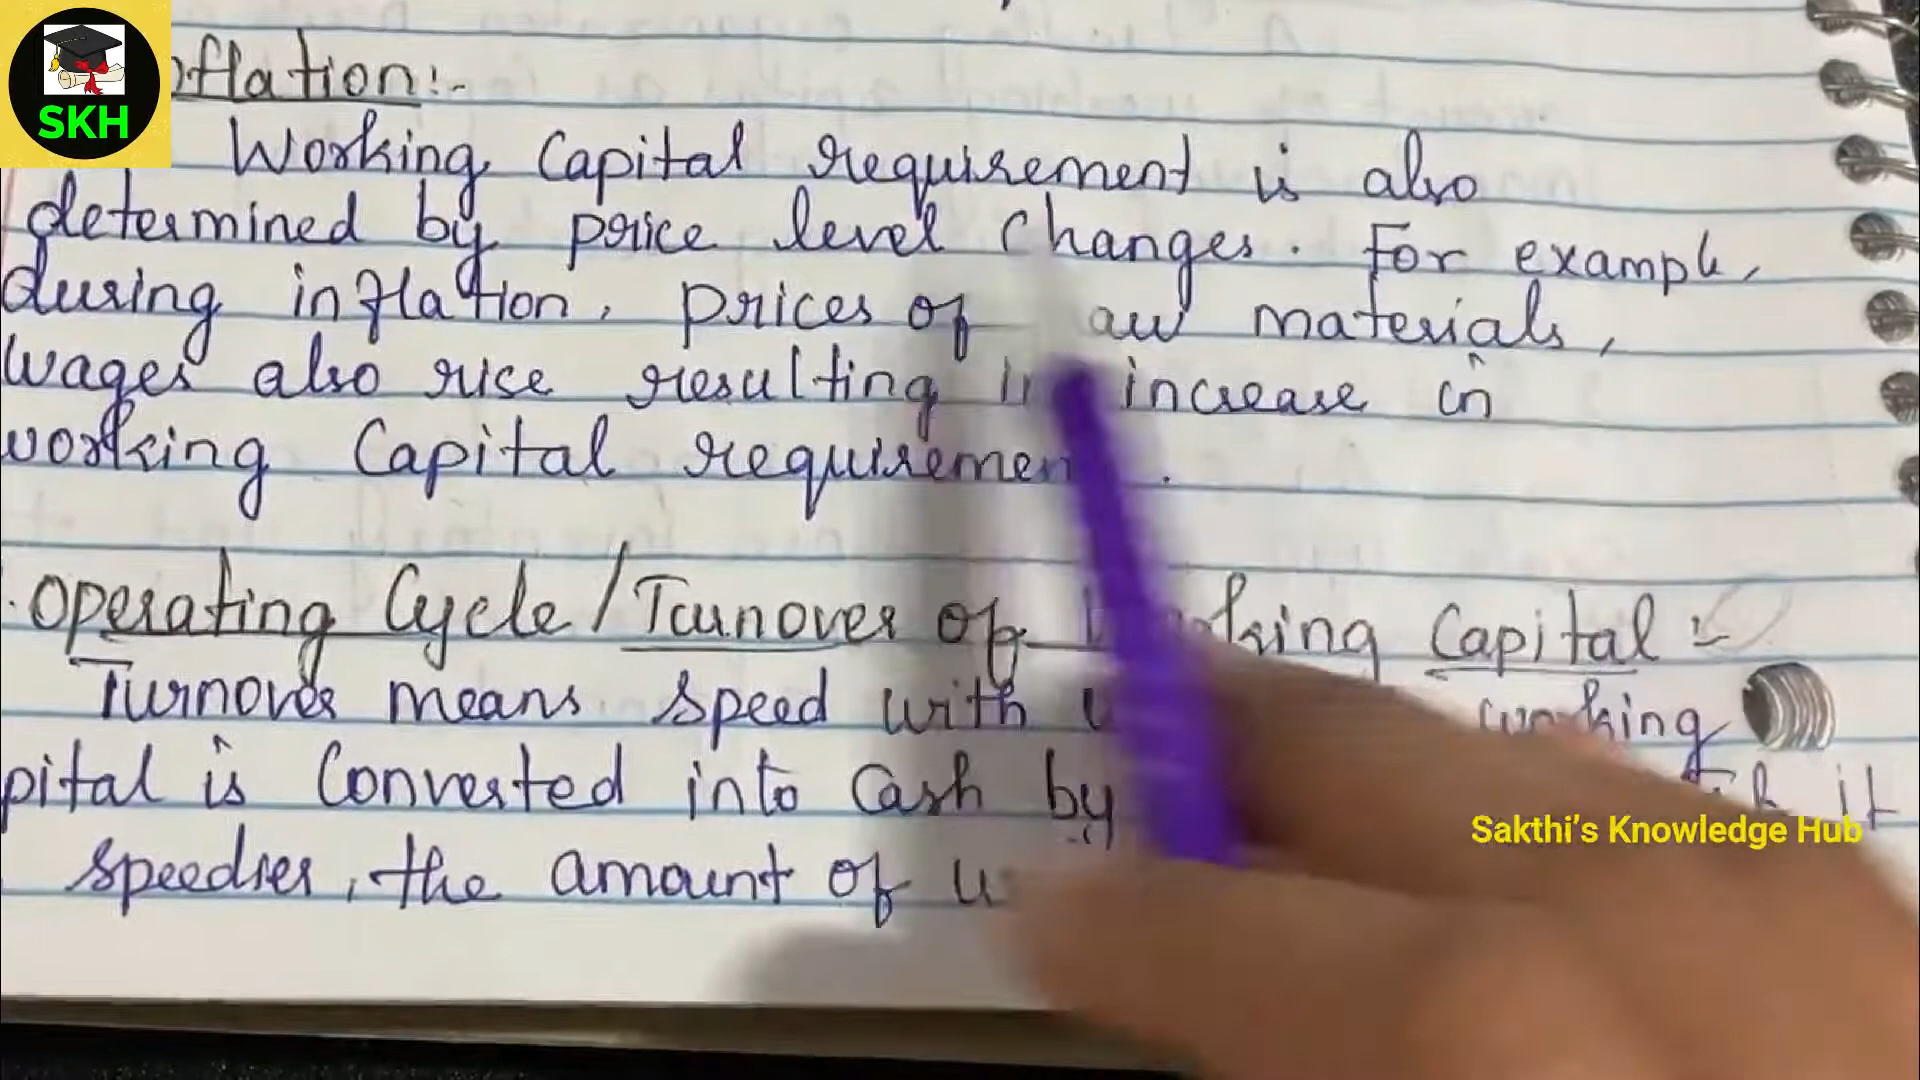 SKH
flation:-
Working Capital requirement is also
determined by price level changes. For example,
during inflation, prices of raw materials,
wages also rise resulting in increase in
working Capital requirement.
Operating Cycle/Turnover of Working Capital :-
Turnover means speed with working
pital is Converted into Cash by it
Sakthi's Knowledge Hub
speedier, the amount of